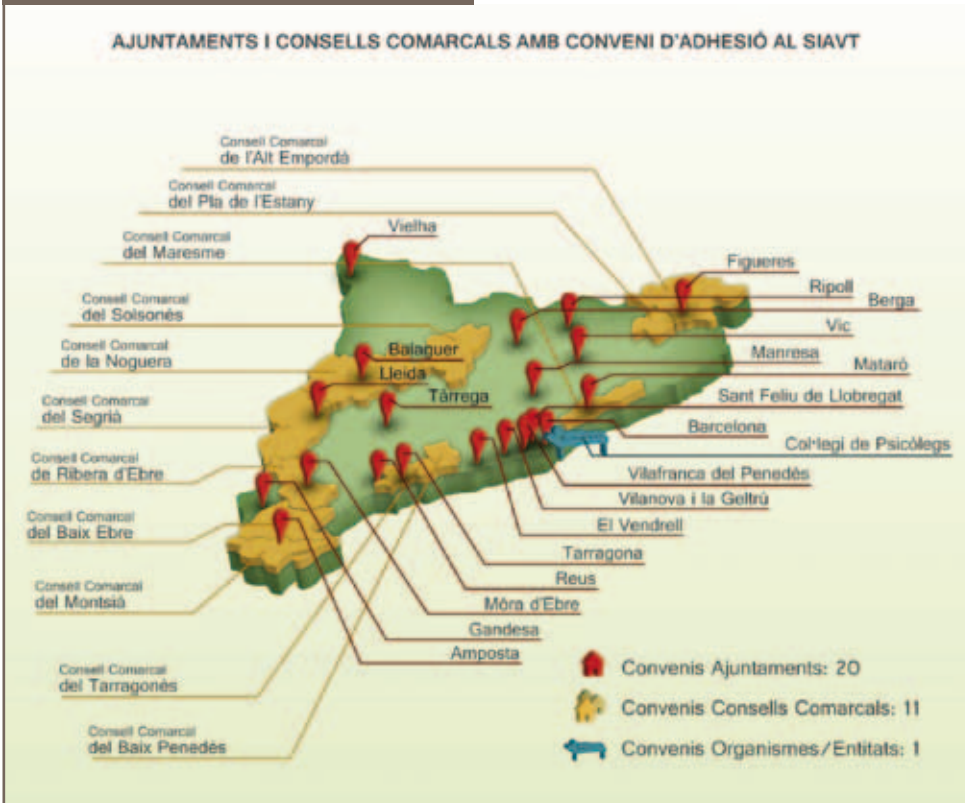 AJUNTAMENTS I CONSELLS COMARCALS AMB CONVENI D'ADHESIÓ AL SIAVT
Consell Comarcal
de l'Alt Empordà
Consell Comarcal
del Pla de l'Estany
Consell Comarcal
del Maresme
Consell Comarcal
del Solsonès
Consell Comarcal
de la Noguera
Consell Comarcal
del Segrià
Consell Comarcal
de Ribera d'Ebre
Consell Comarcal
del Baix Ebre
Consell Comarcal
del Montsià
Consell Comarcal
del Tarragonès
Consell Comarcal
del Baix Penedès
Vielha
Balaguer
Lleida
Tàrrega
Figueres
Ripoll
Berga
Vic
Manresa
Mataró
Sant Feliu de Llobregat
Barcelona
Col·legi de Psicòlegs
Vilafranca del Penedès
Vilanova i la Geltrú
El Vendrell
Tarragona
Reus
Móra d'Ebre
Gandesa
Amposta
Convenis Ajuntaments: 20
Convenis Consells Comarcals: 11
Convenis Organismes/Entitats: 1